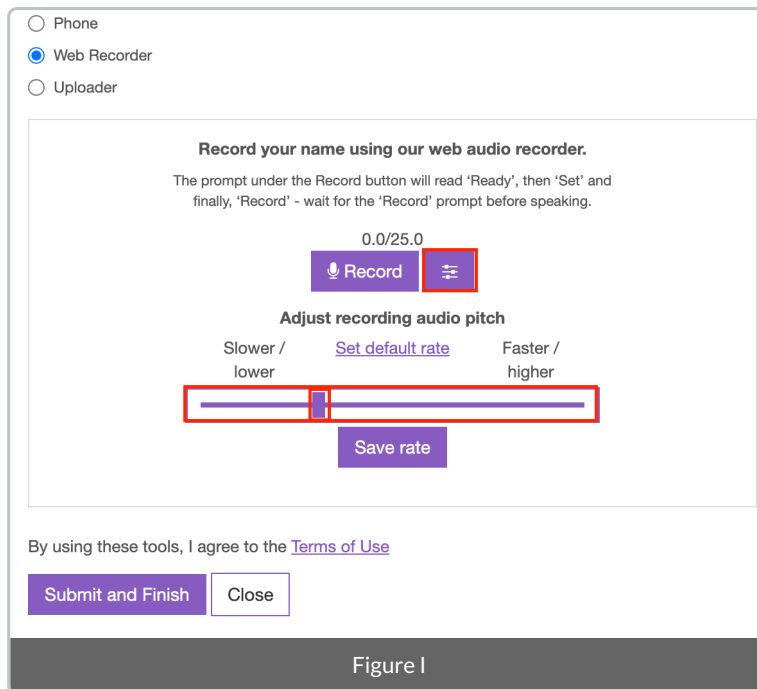 Phone
Web Recorder
Uploader
Record your name using our web audio recorder.
The prompt under the Record button will read ‘Ready’, then ‘Set’ and
finally, ‘Record’ - wait for the ‘Record’ prompt before speaking.
0.0/25.0
Record
Adjust recording audio pitch
Slower / Set default rate Faster /
lower higher
Save rate
By using these tools, I agree to the Terms of Use
Submit and Finish Close
Figure I